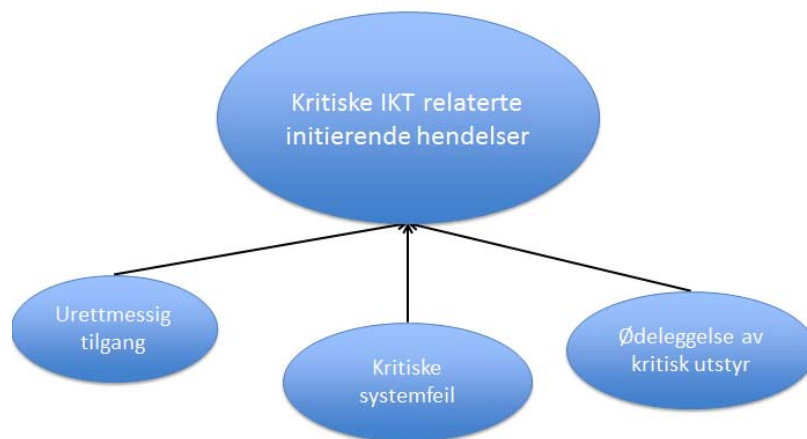 Kritiske IKT relaterte
initierende hendelser
Urettmessig
tilgang
Kritiske
systemfeil
Ødeleggelse av
kritisk utstyr